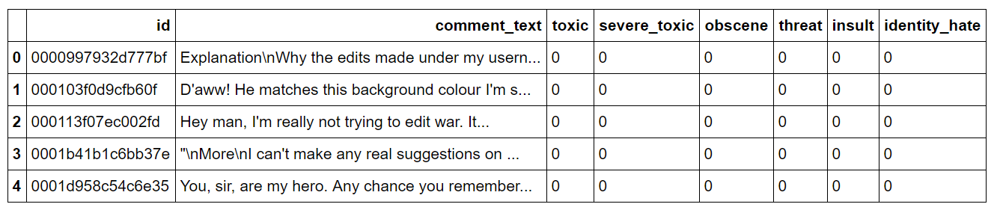 id comment_text toxic severe_toxic obscene threat insult identity_hate
0 0000997932d777bf Explanation\nWhy the edits made under my usern... 0 0 0 0 0 0
1 000103f0d9cfb60f D'aww! He matches this background colour I'm s... 0 0 0 0 0 0
2 000113f07ec002fd Hey man, I'm really not trying to edit war. It... 0 0 0 0 0 0
3 0001b41b1c6bb37e "\nMore\nI can't make any real suggestions on ... 0 0 0 0 0 0
4 0001d958c54c6e35 You, sir, are my hero. Any chance you remember... 0 0 0 0 0 0